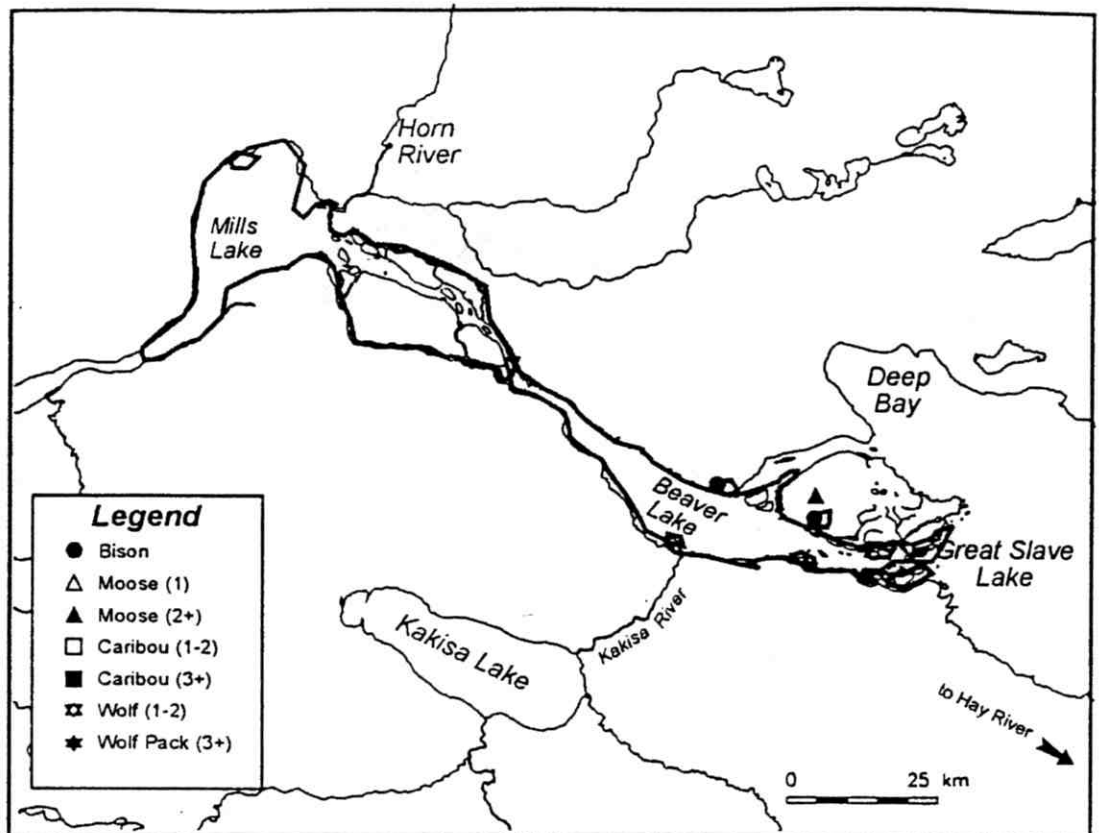 Horn
River
Mills
Lake
Deep
Bay
Beaver
Lake
Great Slave
Lake
Kakisa River
Kakisa Lake
to Hay River
Legend
Bison
Moose (1)
Moose (2+)
Caribou (1-2)
Caribou (3+)
Wolf (1-2)
Wolf Pack (3+)
0 25 km